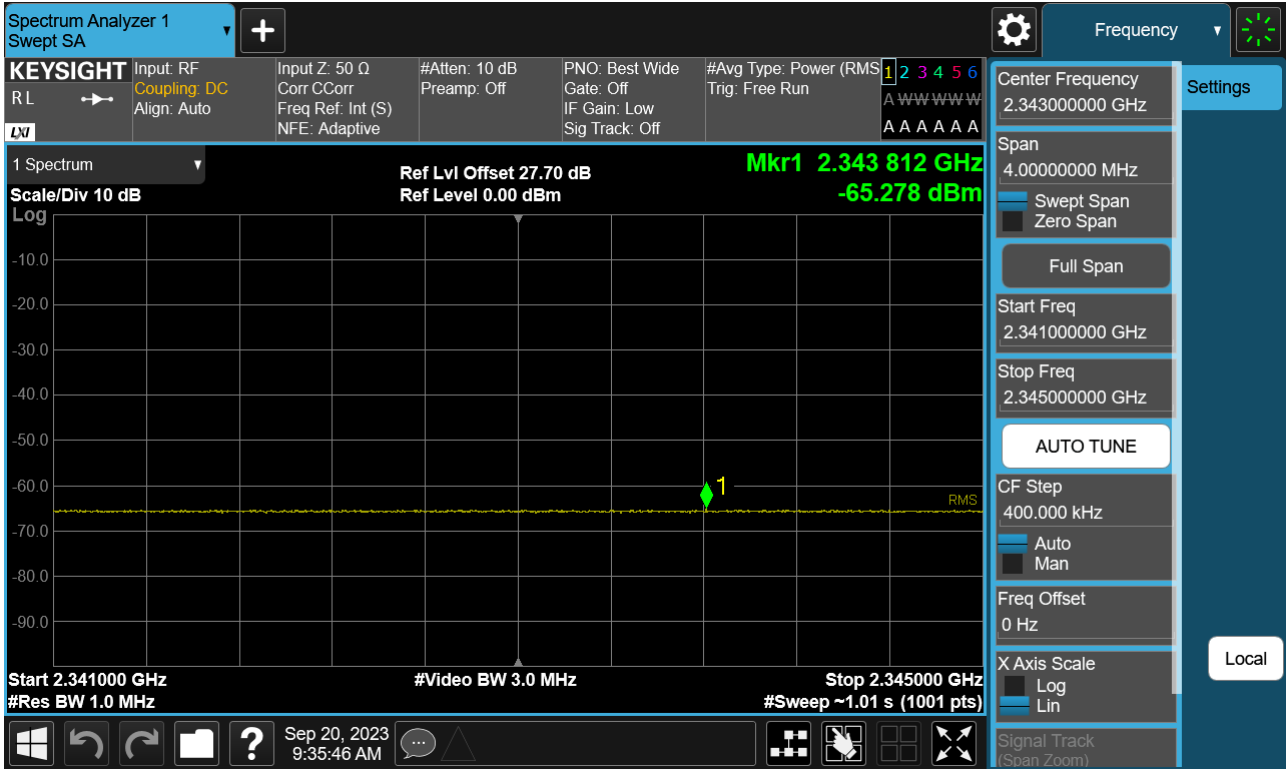 Spectrum Analyzer 1
Swept SA
Frequency
KEYSIGHT
R L
LXI
Input: RF
Coupling: DC
Align: Auto
Input Z: 50 Ω
Corr CCorr
Freq Ref: Int (S)
NFE: Adaptive
#Atten: 10 dB
Preamp: Off
PNO: Best Wide
Gate: Off
IF Gain: Low
Sig Track: Off
#Avg Type: Power (RMS
Trig: Free Run
1 2 3 4 5 6
A W W W W W
A A A A A A
1 Spectrum
Scale/Div 10 dB
Log
Ref Lvl Offset 27.70 dB
Ref Level 0.00 dBm
Mkr1 2.343 812 GHz
-65.278 dBm
-10.0
-20.0
-30.0
-40.0
-50.0
-60.0
-70.0
-80.0
-90.0
1
RMS
Start 2.341000 GHz
#Res BW 1.0 MHz
#Video BW 3.0 MHz
Stop 2.345000 GHz
#Sweep ~1.01 s (1001 pts)
?
Sep 20, 2023
9:35:46 AM
Center Frequency
2.343000000 GHz
Span
4.00000000 MHz
Swept Span
Zero Span
Full Span
Start Freq
2.341000000 GHz
Stop Freq
2.345000000 GHz
AUTO TUNE
CF Step
400.000 kHz
Auto
Man
Freq Offset
0 Hz
X Axis Scale
Log
Lin
Signal Track
(Span Zoom)
Settings
Local